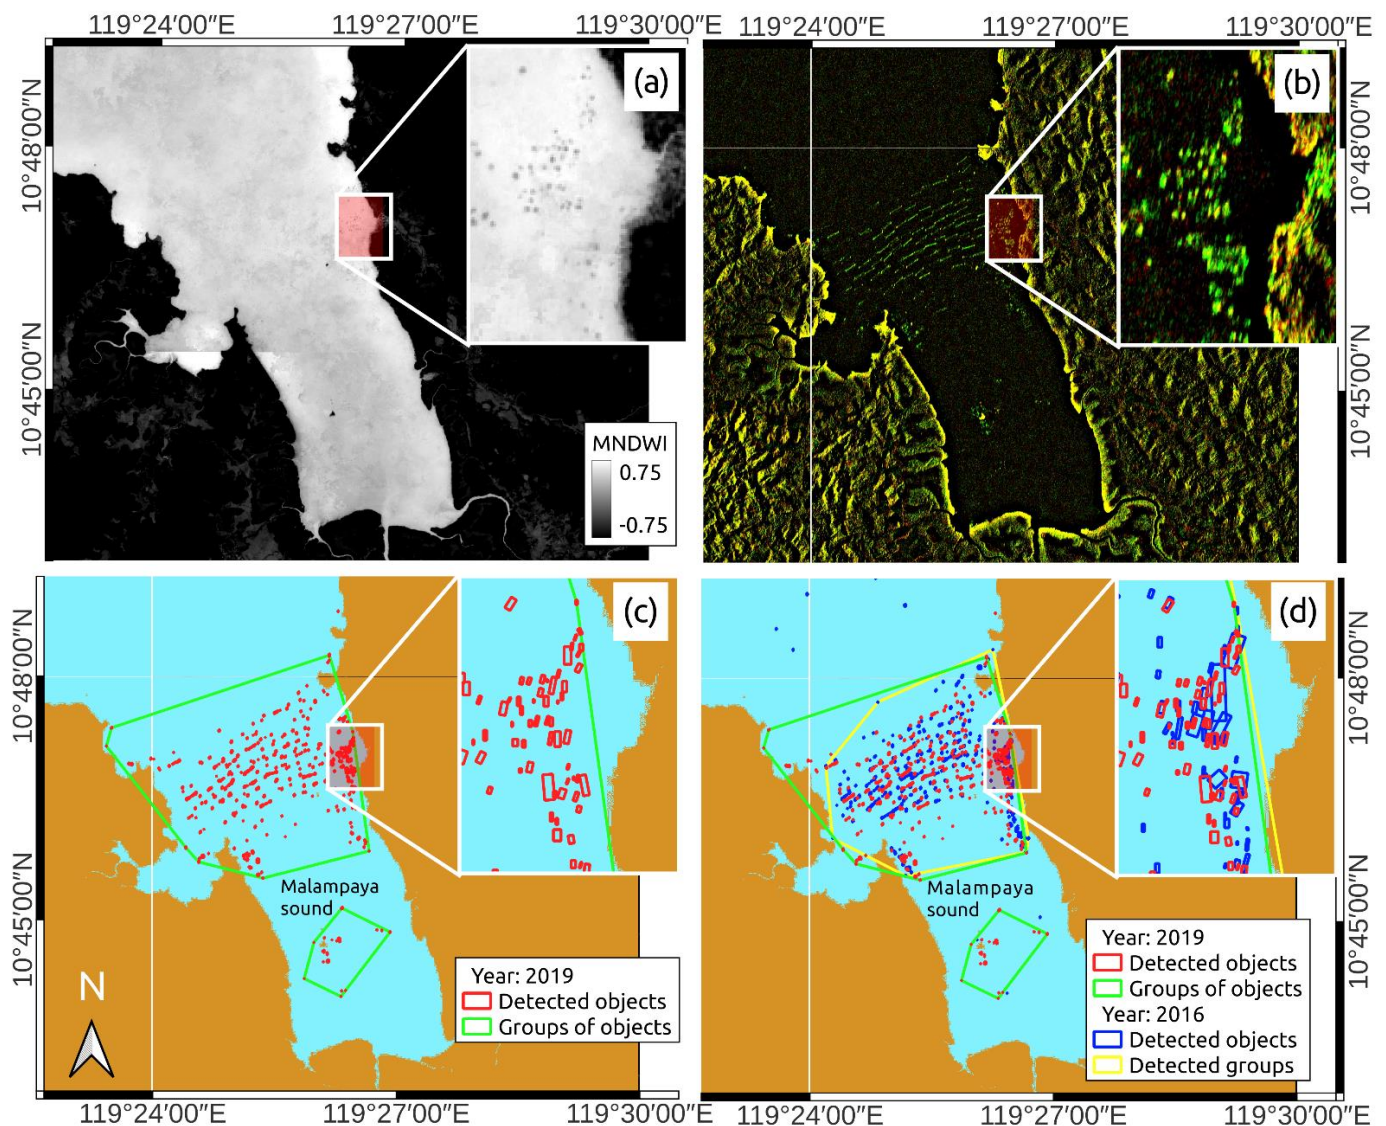 119°24′00″E 119°27′00″E 119°30′00″E
119°24′00″E 119°27′00″E 119°30′00″E
10°48′00″N
10°45′00″N
(a)
MNDWI
0.75
-0.75
(b)
10°48′00″N
10°45′00″N
10°48′00″N
10°45′00″N
(c)
Malampaya
sound
N
Year: 2019
Detected objects
Groups of objects
(d)
Malampaya
sound
Year: 2019
Detected objects
Groups of objects
Year: 2016
Detected objects
Detected groups
10°48′00″N
10°45′00″N
119°24′00″E 119°27′00″E 119°30′00″E
119°24′00″E 119°27′00″E 119°30′00″E